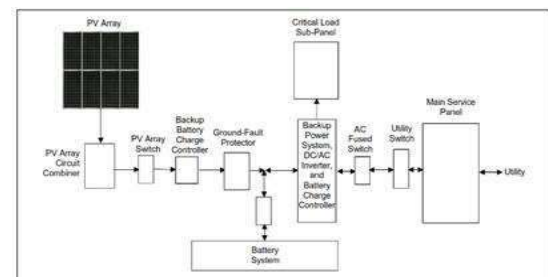 PV Array
Critical Load
Sub-Panel
Main Service
Panel
Backup
Battery
Charge
Controller
PV Array
Switch
Ground-Fault
Protector
Backup
Power
System,
DC/AC
Inverter,
and
Battery
Charge
Controller
AC
Fused
Switch
Utility
Switch
PV Array
Circuit
Combiner
Utility
Battery
System